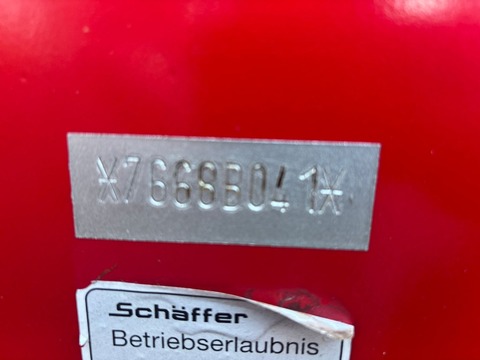 *7668B041*
Schäffer
Betriebserlaubnis